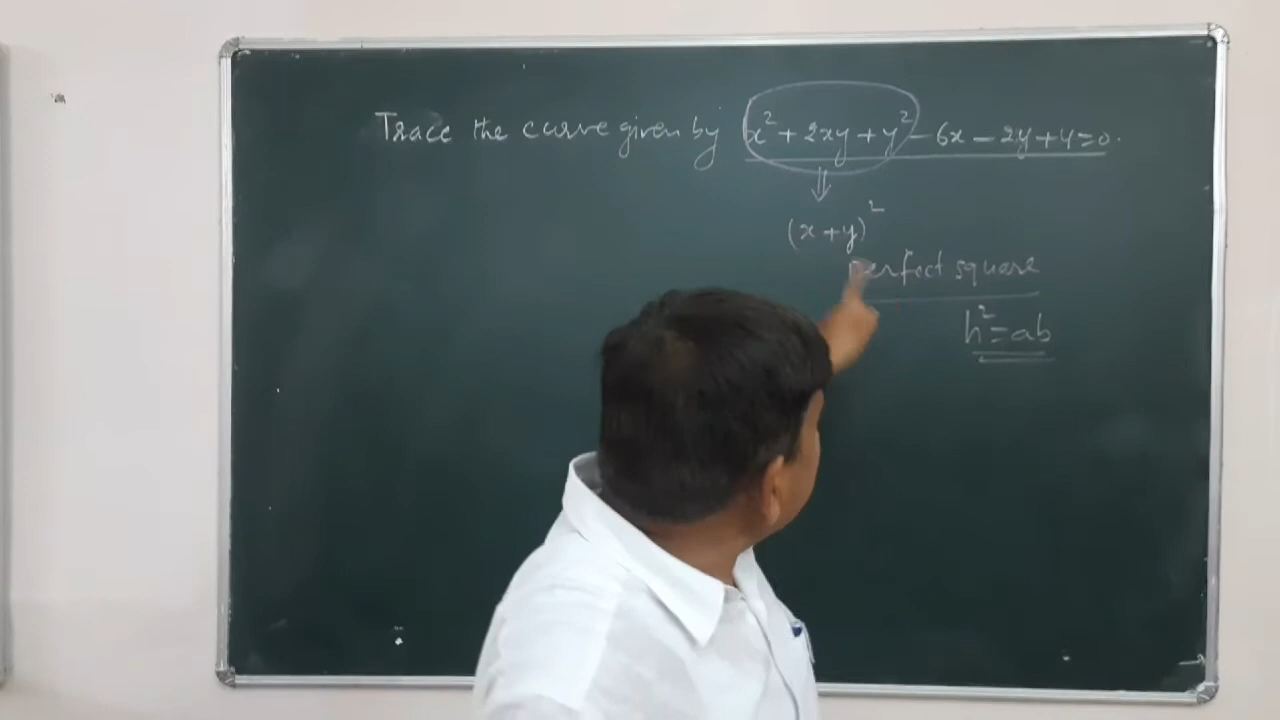 Trace the curve given by x² + 2xy + y² - 6x - 2y + 4 = 0.
⇓
(x + y)²
perfect square
h² = ab